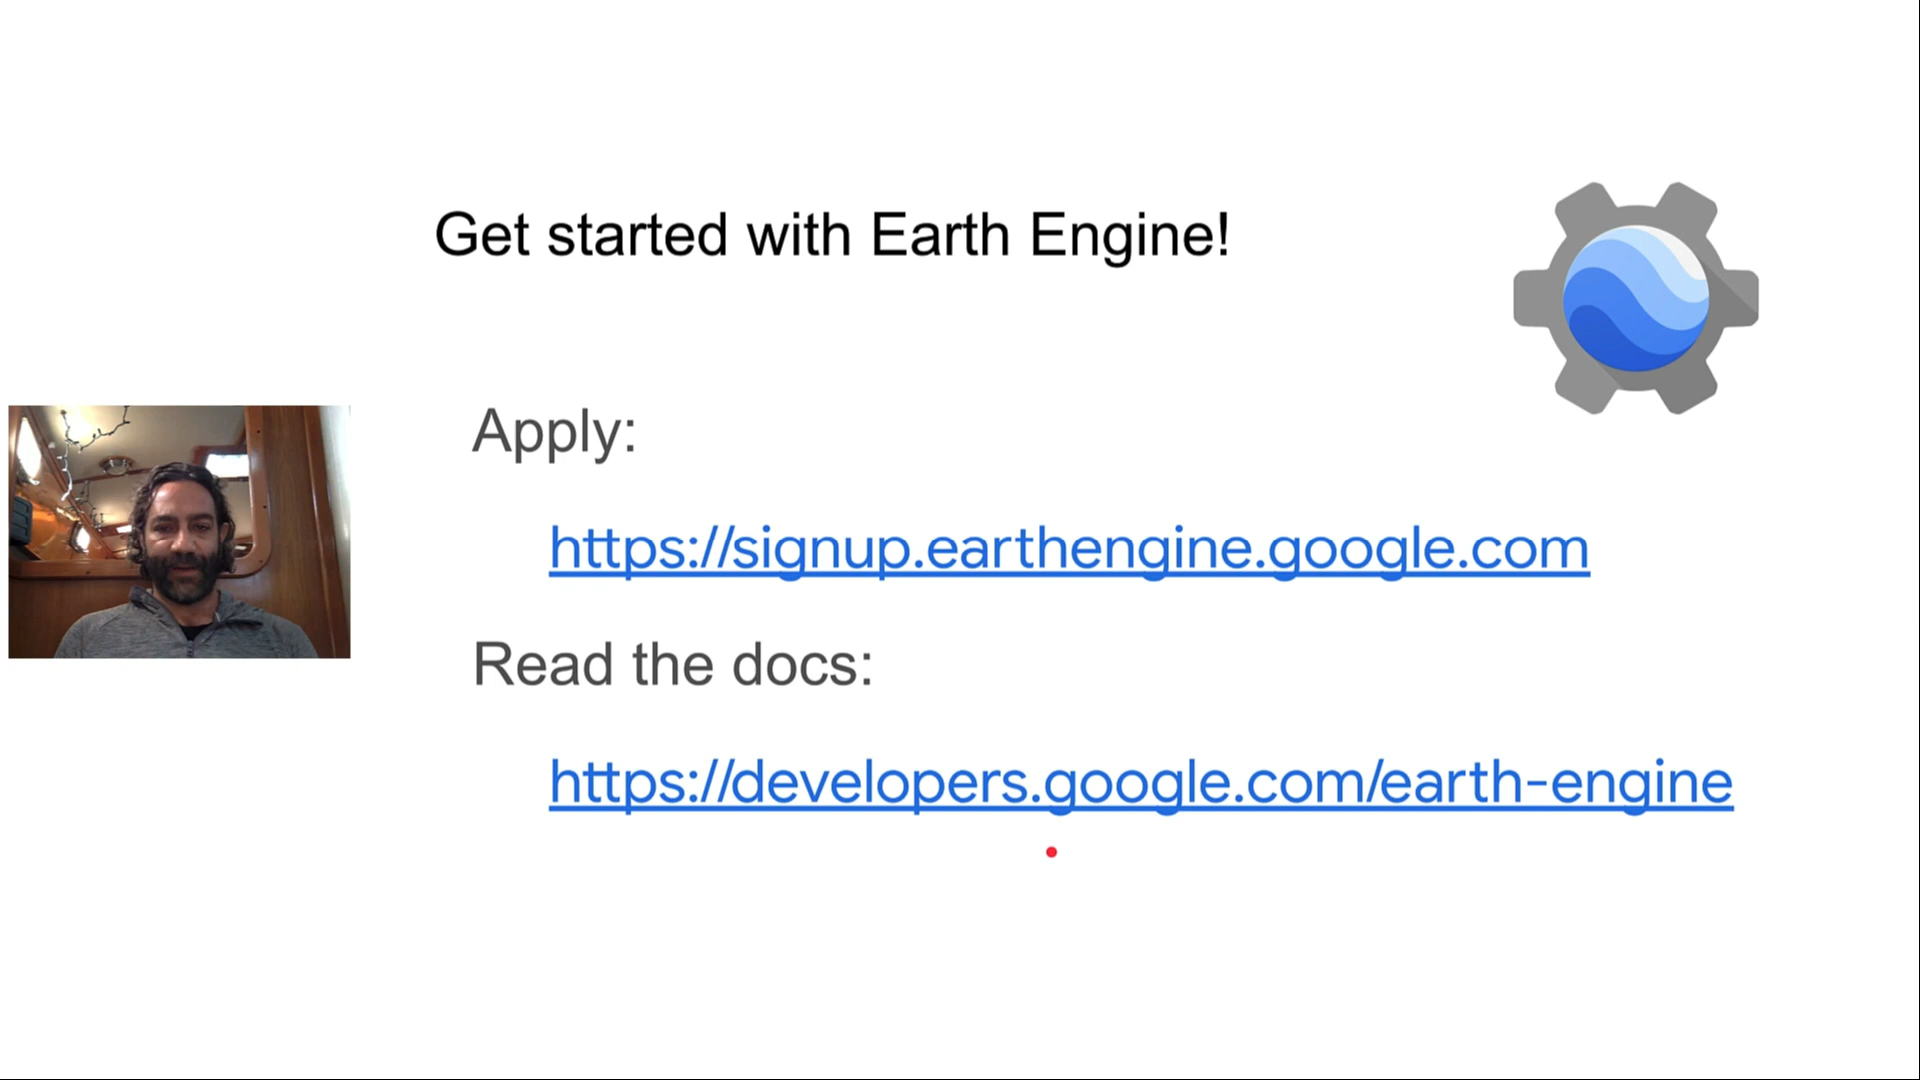 Get started with Earth Engine!
Apply:
https://signup.earthengine.google.com
Read the docs:
https://developers.google.com/earth-engine